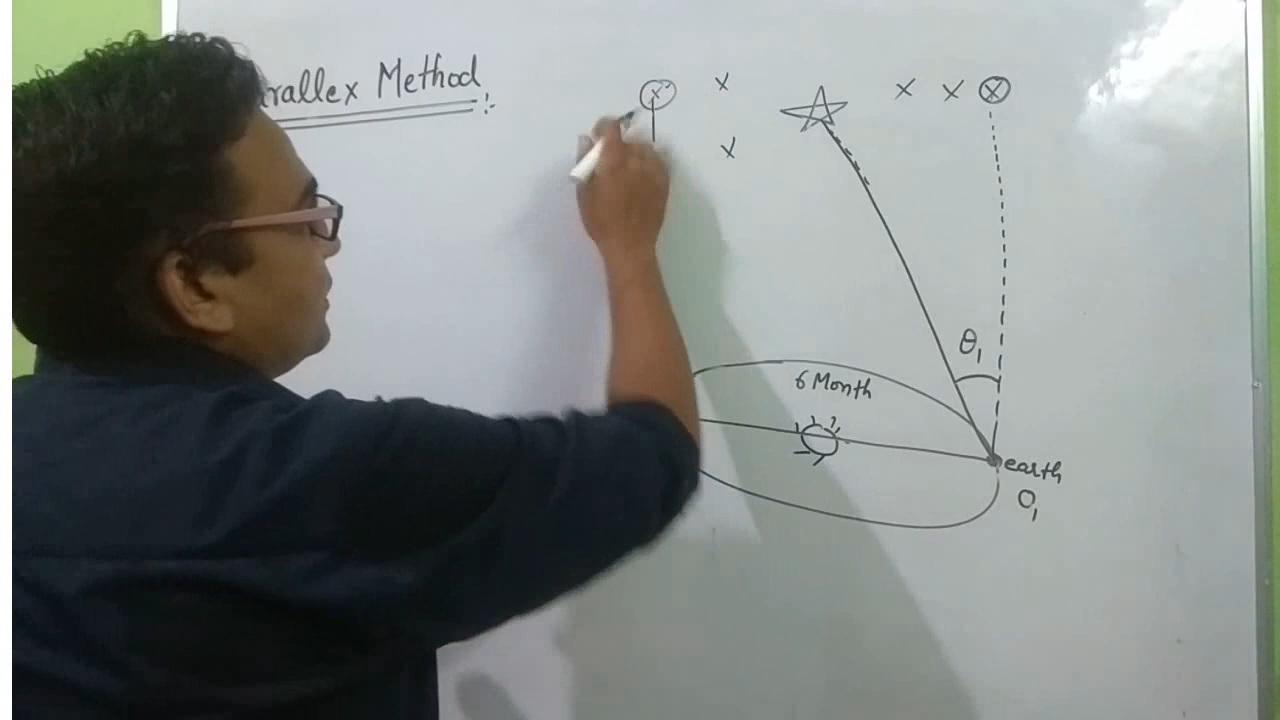 rallex Method :-
x x x x x
x
θ₁
6 Month
earth
O₁